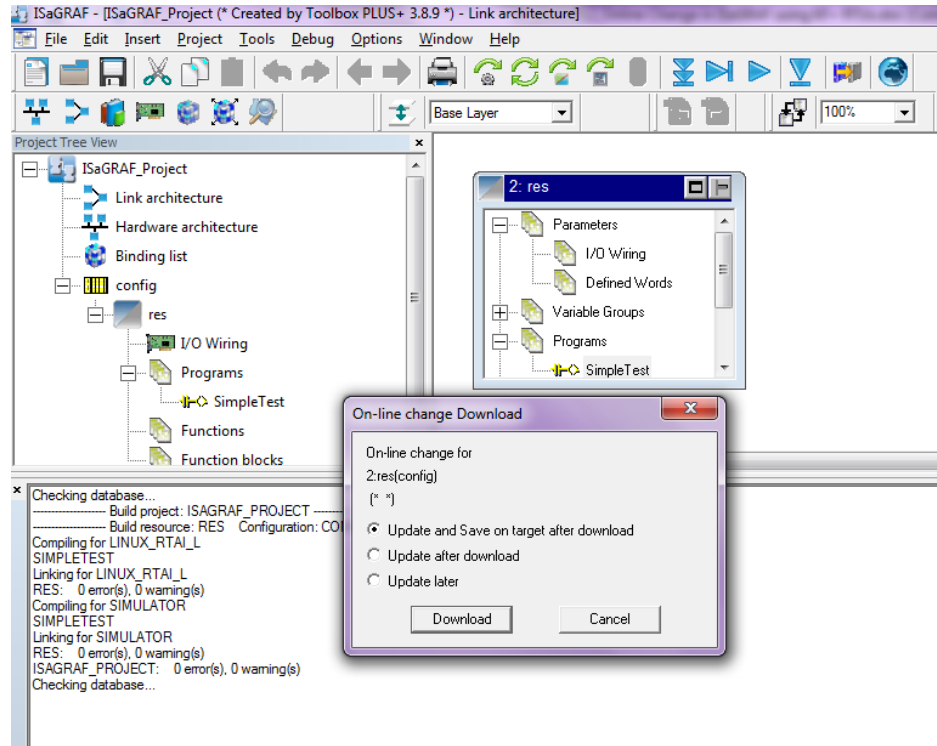 ISaGRAF - [ISaGRAF_Project (* Created by Toolbox PLUS+ 3.8.9 *) - Link architecture]
File Edit Insert Project Tools Debug Options Window Help
Base Layer
100%
Project Tree View
ISaGRAF_Project
Link architecture
Hardware architecture
Binding list
config
res
I/O Wiring
Programs
SimpleTest
Functions
Function blocks
2: res
Parameters
I/O Wiring
Defined Words
Variable Groups
Programs
SimpleTest
On-line change Download
On-line change for
2:res(config)
(* *)
Update and Save on target after download
Update after download
Update later
Download Cancel
Checking database...
-------------------- Build project: ISAGRAF_PROJECT --------
-------------------- Build resource: RES Configuration: CO
Compiling for LINUX_RTAI_L
SIMPLETEST
Linking for LINUX_RTAI_L
RES: 0 error(s), 0 warning(s)
Compiling for SIMULATOR
SIMPLETEST
Linking for SIMULATOR
RES: 0 error(s), 0 warning(s)
ISAGRAF_PROJECT: 0 error(s), 0 warning(s)
Checking database...